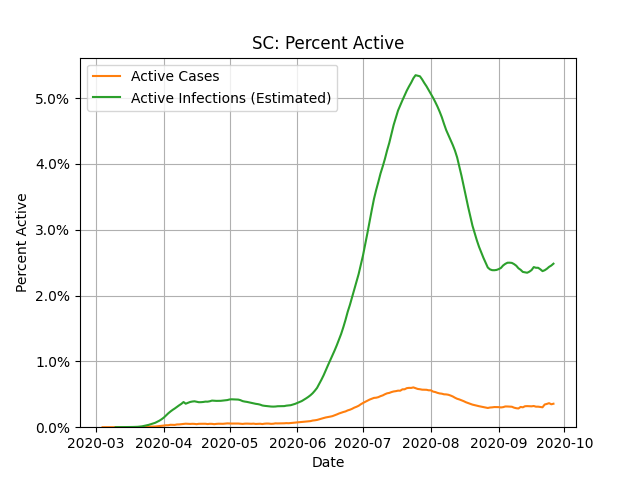 SC: Percent Active
Active Cases
Active Infections (Estimated)
Percent Active
5.0%
4.0%
3.0%
2.0%
1.0%
0.0%
2020-03 2020-04 2020-05 2020-06 2020-07 2020-08 2020-09 2020-10
Date